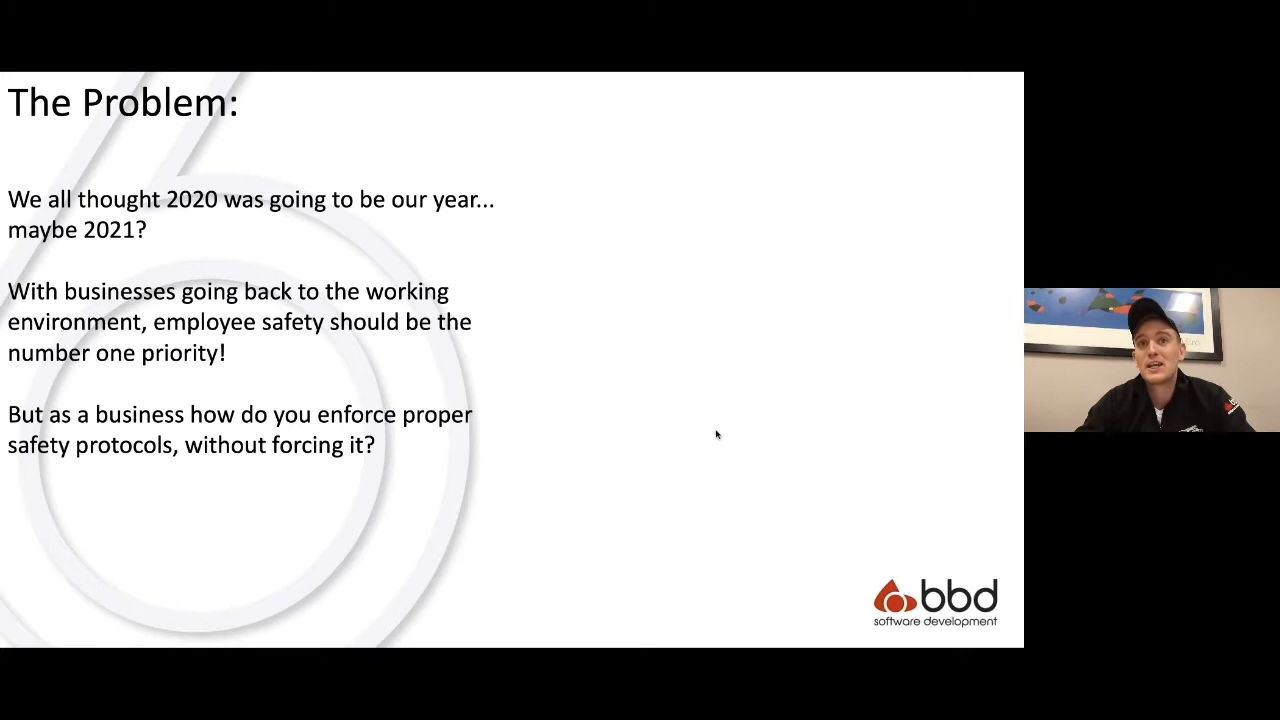 The Problem:
We all thought 2020 was going to be our year...
maybe 2021?
With businesses going back to the working
environment, employee safety should be the
number one priority!
But as a business how do you enforce proper
safety protocols, without forcing it?
bbd
software development